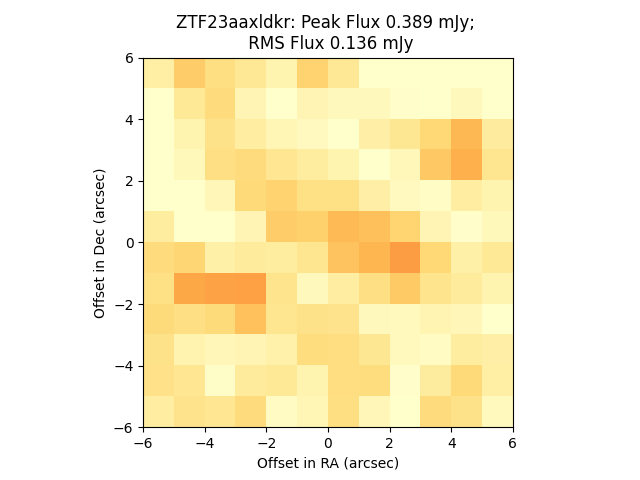 ZTF23aaxldkr: Peak Flux 0.389 mJy;
RMS Flux 0.136 mJy
6
4
2
0
−2
−4
−6
Offset in Dec (arcsec)
−6 −4 −2 0 2 4 6
Offset in RA (arcsec)